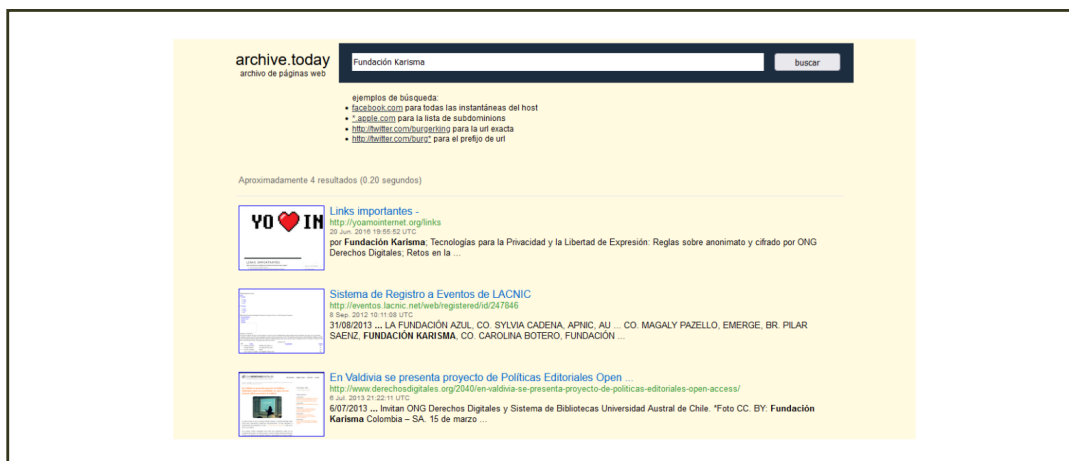 archive.today
archivo de páginas web
Fundación Karisma
buscar
ejemplos de búsqueda:
facebook.com para todas las instantáneas del host
*.apple.com para la lista de subdominions
http://twitter.com/burgerking para la url exacta
http://twitter.com/burg* para el prefijo de url
Aproximadamente 4 resultados (0.20 segundos)
YO IN
LINKS IMPORTANTES
Links importantes -
http://yoamointernet.org/links
20 Jun. 2016 19:55:52 UTC
por Fundación Karisma; Tecnologías para la Privacidad y la Libertad de Expresión: Reglas sobre anonimato y cifrado por ONG
Derechos Digitales; Retos en la ...
Sistema de Registro a Eventos de LACNIC
http://eventos.lacnic.net/web/registered/id/247846
8 Sep. 2012 10:11:08 UTC
31/08/2013 ... LA FUNDACIÓN AZUL, CO. SYLVIA CADENA, APNIC, AU ... CO. MAGALY PAZELLO, EMERGE, BR. PILAR
SAENZ, FUNDACIÓN KARISMA, CO. CAROLINA BOTERO, FUNDACIÓN ...
En Valdivia se presenta proyecto de Políticas Editoriales Open ...
http://www.derechosdigitales.org/2040/en-valdivia-se-presenta-proyecto-de-politicas-editoriales-open-access/
6 Jul. 2013 21:22:11 UTC
6/07/2013 ... Invitan ONG Derechos Digitales y Sistema de Bibliotecas Universidad Austral de Chile. *Foto CC. BY: Fundación
Karisma Colombia – SA. 15 de marzo ...